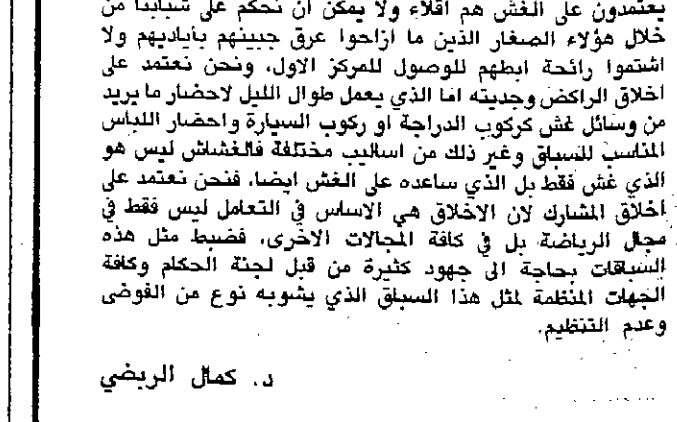 يعتمدون على الغش هم اقلاء ولا يمكن ان نحكم على شبابنا من
خلال هؤلاء الصغار الذين ما ازاحوا عرق جبينهم بأياديهم ولا
اشتموا رائحة ابطهم للوصول للمركز الاول، ونحن نعتمد على
اخلاق الراكض وجديته اما الذي يعمل طوال الليل لاحضار ما يريد
من وسائل غش كركوب الدراجة او ركوب السيارة واحضار اللباس
المناسب للسباق وغير ذلك من اساليب مختلفة فالغشاش ليس هو
الذي غش فقط بل الذي ساعده على الغش ايضا، فنحن نعتمد على
اخلاق المشارك لان الاخلاق هي الاساس في التعامل ليس فقط في
مجال الرياضة بل في كافة المجالات الاخرى، فضبط مثل هذه
السباقات بحاجة الى جهود كثيرة من قبل لجنة الحكام وكافة
الجهات المنظمة لمثل هذا السباق الذي يشوبه نوع من الفوضى
وعدم التنظيم.
د. كمال الربضي